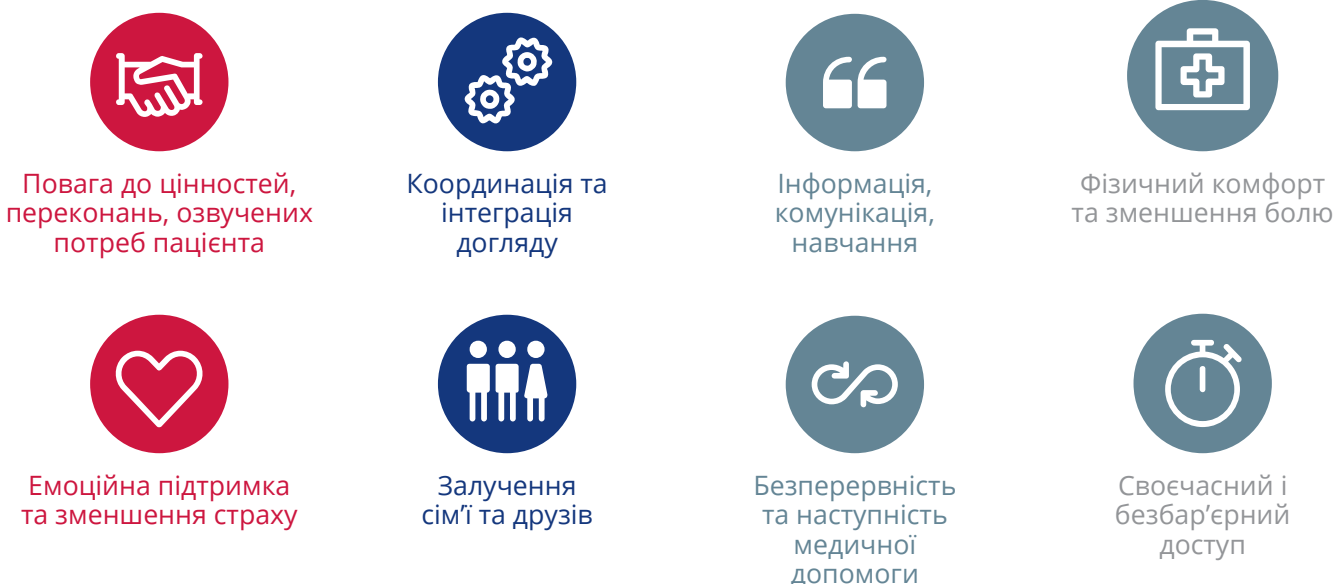 Повага до цінностей,
переконань, озвучених
потреб пацієнта
Координація та
інтеграція
догляду
Інформація,
комунікація,
навчання
Фізичний комфорт
та зменшення болю
Емоційна підтримка
та зменшення страху
Залучення
сім’ї та друзів
Безперервність
та наступність
медичної
допомоги
Своєчасний і
безбар’єрний
доступ